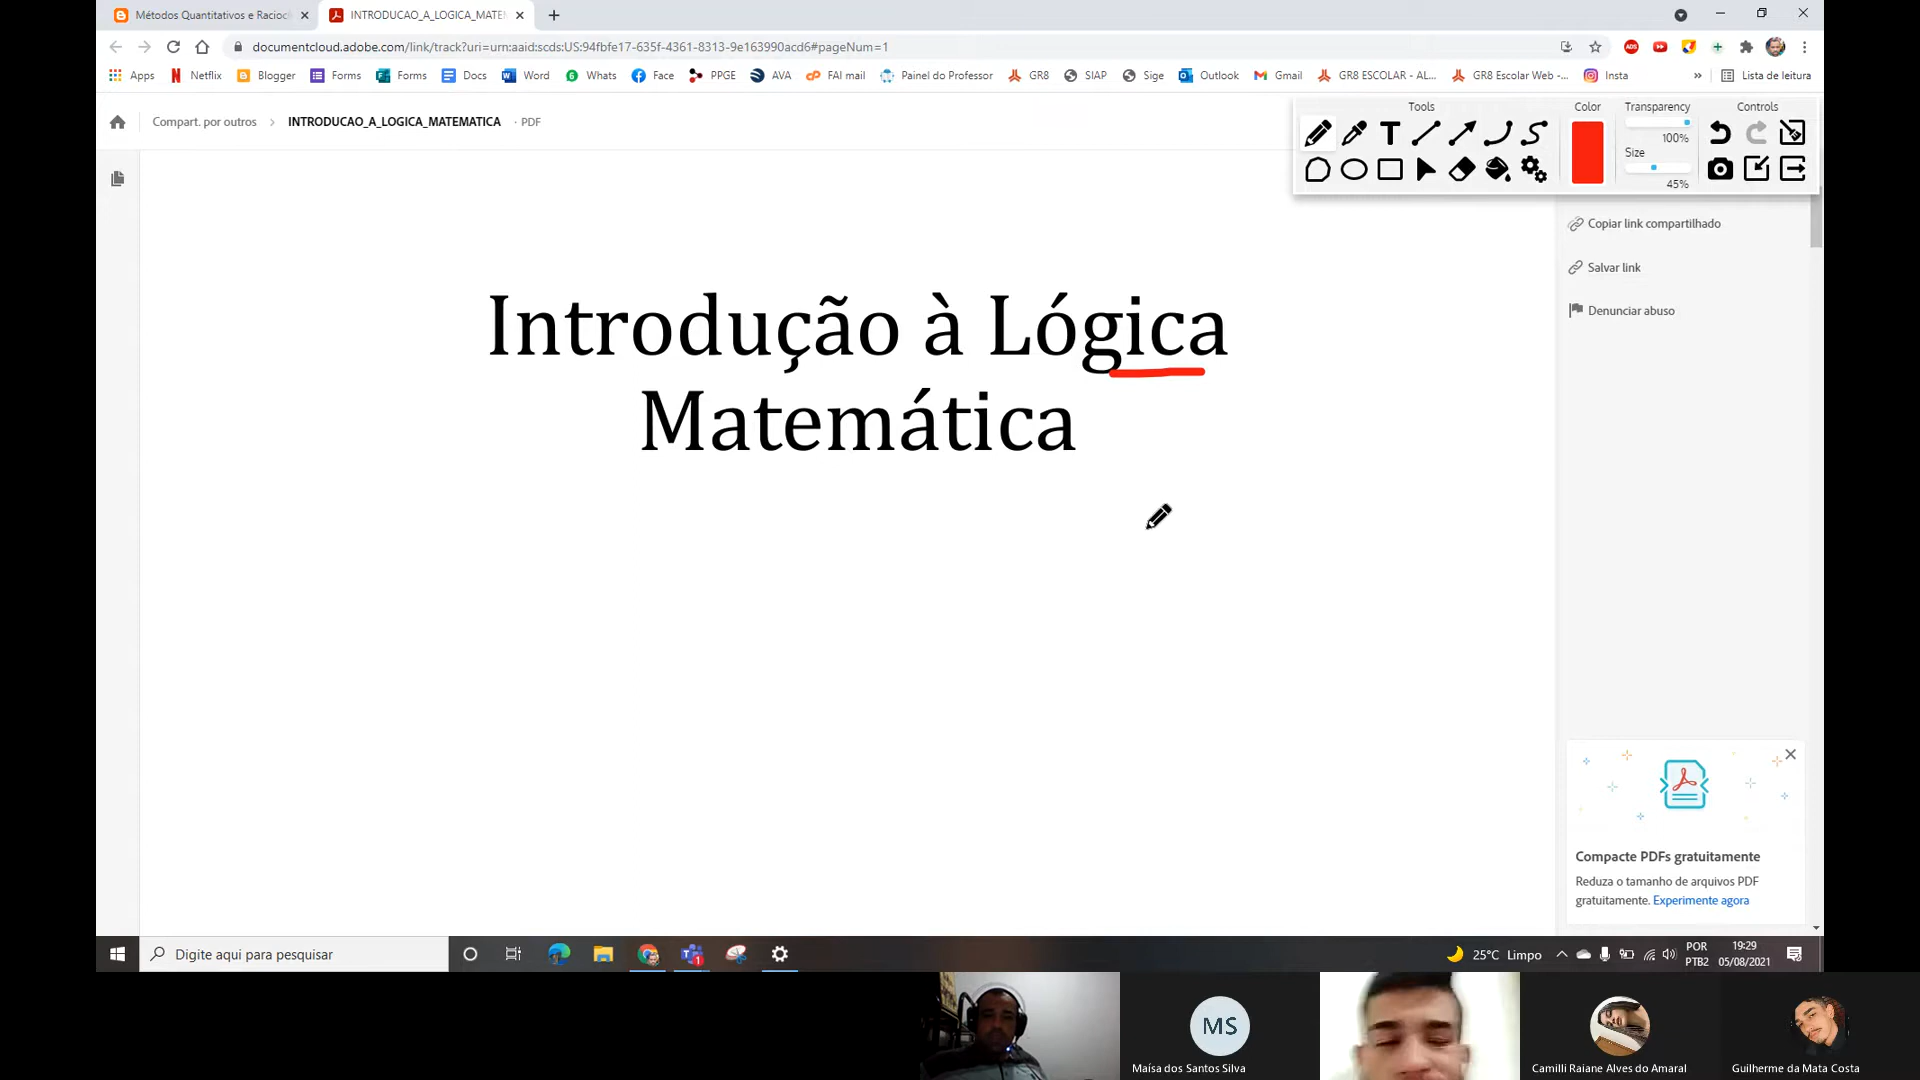 Métodos Quantitativos e Racioci
INTRODUCAO_A_LOGICA_MATEM
documentcloud.adobe.com/link/track?uri=urn:aaid:scds:US:94fbfe17-635f-4361-8313-9e163990acd6#pageNum=1
Apps Netflix Blogger Forms Forms Docs Word Whats Face PPGE AVA FAI mail Painel do Professor GR8 SIAP Sige Outlook Gmail GR8 ESCOLAR - AL... GR8 Escolar Web -... Insta » Lista de leitura
Tools Color Transparency Controls
100%
Size
45%
Compart. por outros > INTRODUCAO_A_LOGICA_MATEMATICA · PDF
Copiar link compartilhado
Salvar link
Denunciar abuso
Introdução à Lógica
Matemática
Compacte PDFs gratuitamente
Reduza o tamanho de arquivos PDF
gratuitamente. Experimente agora
Digite aqui para pesquisar
25°C Limpo
POR
PTB2
19:29
05/08/2021
MS
Maísa dos Santos Silva
Camilli Raiane Alves do Amaral
Guilherme da Mata Costa